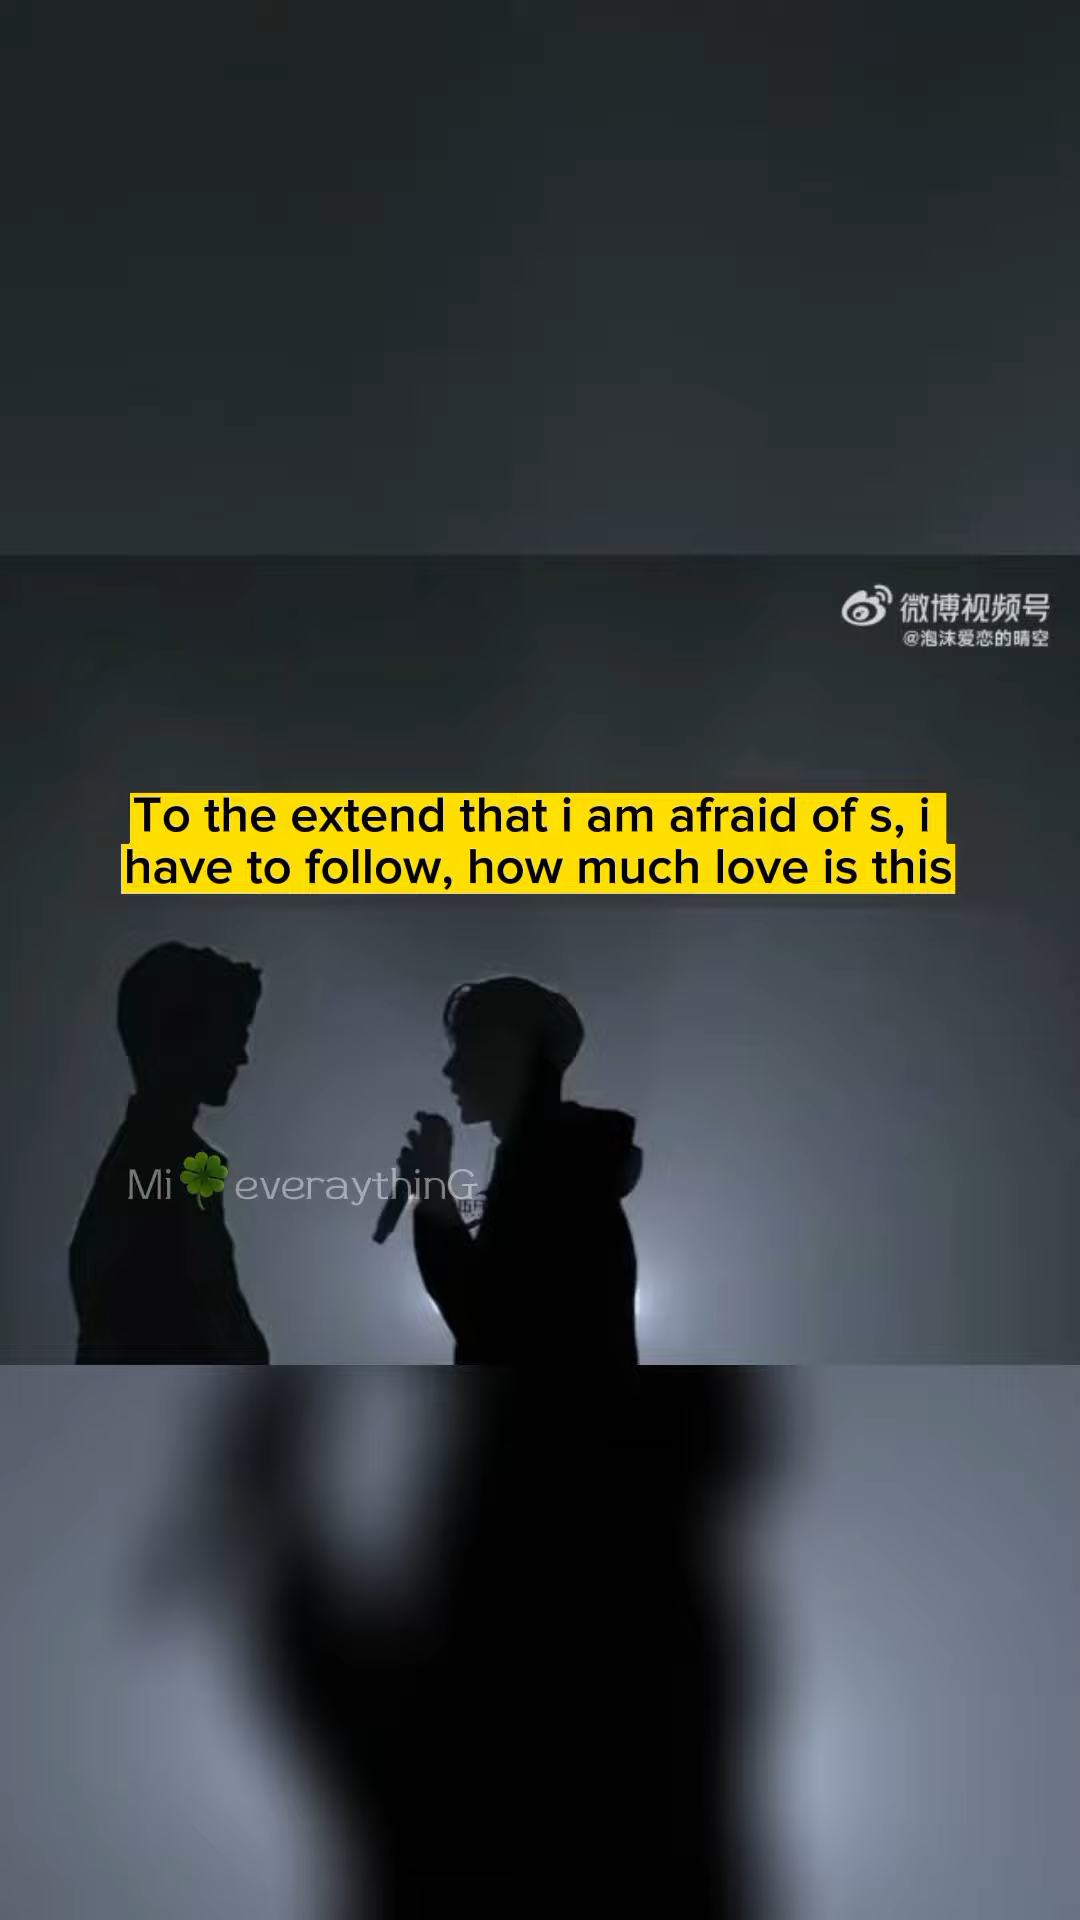 微博视频号
@泡沫爱恋的晴空
To the extend that i am afraid of s, i
have to follow, how much love is this
Mi🍀everaythinG